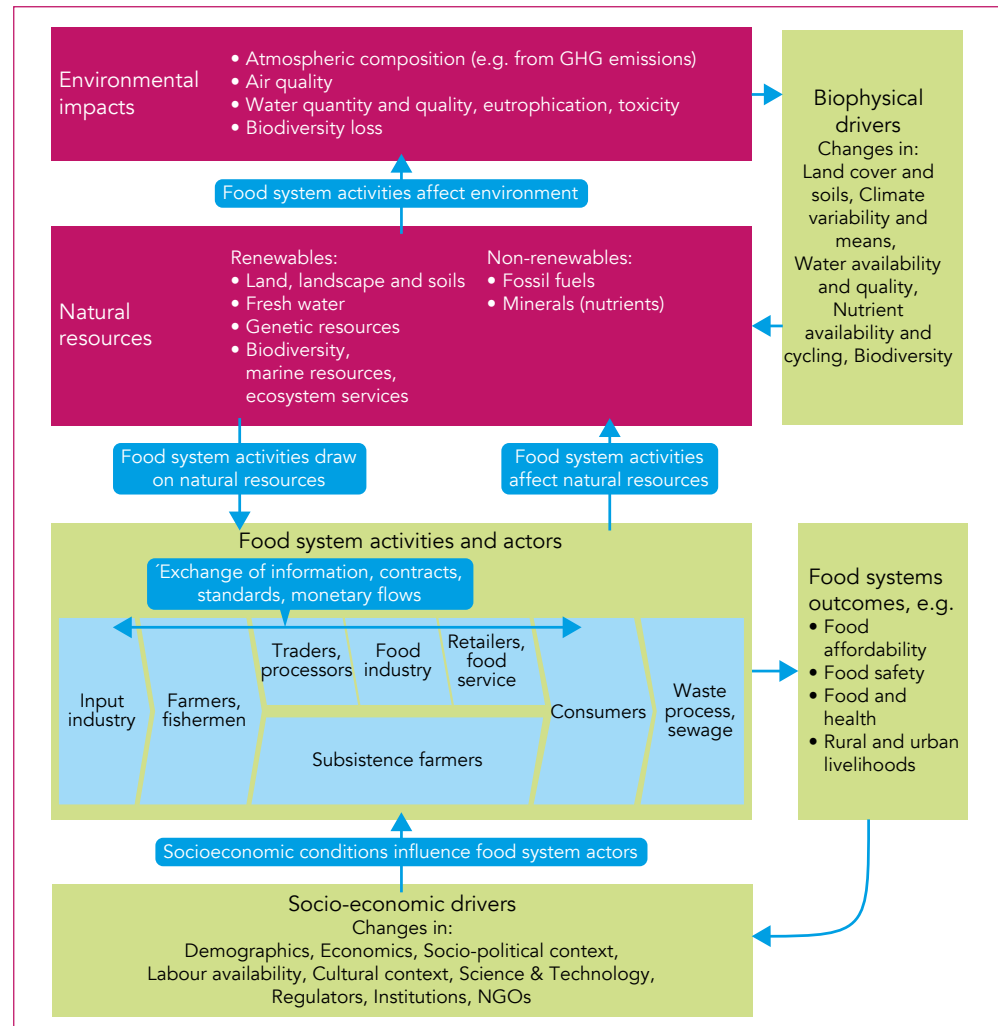 Environmental
impacts
• Atmospheric composition (e.g. from GHG emissions)
• Air quality
• Water quantity and quality, eutrophication, toxicity
• Biodiversity loss
Biophysical
drivers
Changes in:
Land cover and
soils, Climate
variability and
means,
Water availability
and quality,
Nutrient
availability and
cycling, Biodiversity
Food system activities affect environment
Natural
resources
Renewables:
• Land, landscape and soils
• Fresh water
• Genetic resources
• Biodiversity,
marine resources,
ecosystem services
Non-renewables:
• Fossil fuels
• Minerals (nutrients)
Food system activities draw
on natural resources
Food system activities
affect natural resources
Food system activities and actors
´Exchange of information, contracts,
standards, monetary flows
Input
industry
Farmers,
fishermen
Traders,
processors
Food
industry
Retailers,
food
service
Subsistence farmers
Consumers
Waste
process,
sewage
Food systems
outcomes, e.g.
• Food
affordability
• Food safety
• Food and
health
• Rural and urban
livelihoods
Socioeconomic conditions influence food system actors
Socio-economic drivers
Changes in:
Demographics, Economics, Socio-political context,
Labour availability, Cultural context, Science & Technology,
Regulators, Institutions, NGOs